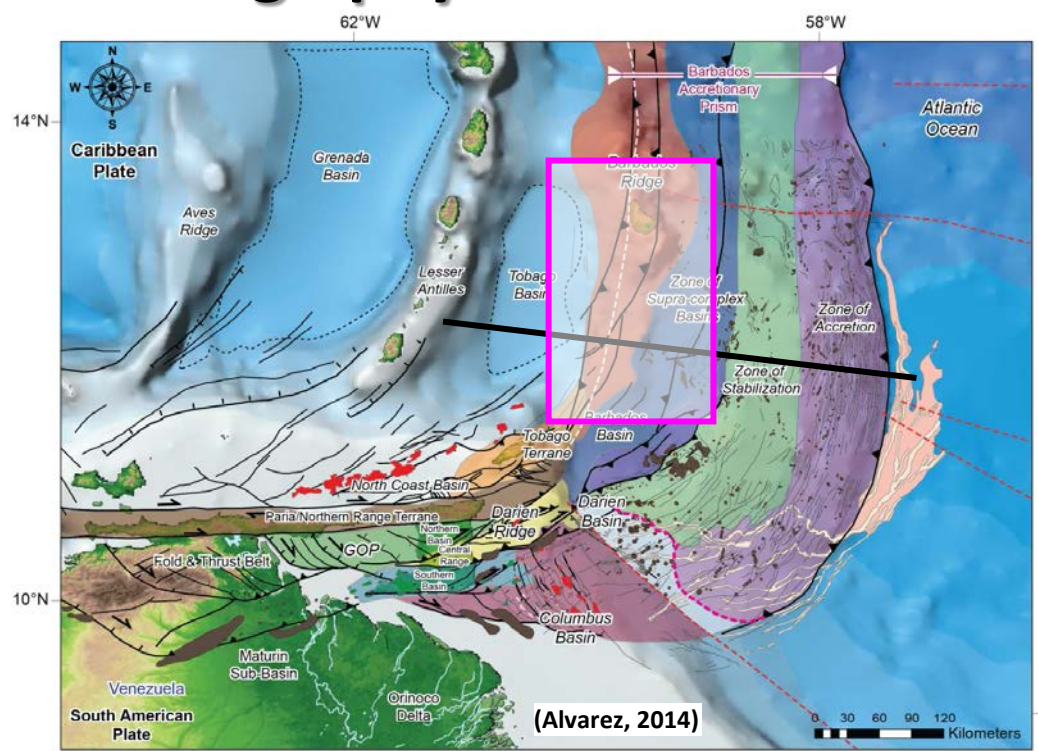 62°W
58°W
N
W
E
S
14°N
Caribbean
Plate
Grenada
Basin
Aves
Ridge
Lesser
Antilles
Tobago
Basin
Barbados
Accretionary
Prism
Atlantic
Ocean
Barbados
Ridge
Zone of
Supra-complex
Basins
Zone of
Accretion
Zone of
Stabilization
Barbados
Basin
Tobago
Terrane
North Coast Basin
Paria/Northern Range Terrane
Darien
Ridge
Darien
Basin
Fold & Thrust Belt
GOP
Northern
Basin
Central
Range
Southern
Basin
10°N
Columbus
Basin
Maturin
Sub-Basin
Venezuela
South American
Plate
Orinoco
Delta
(Alvarez, 2014)
0 30 60 90 120
Kilometers